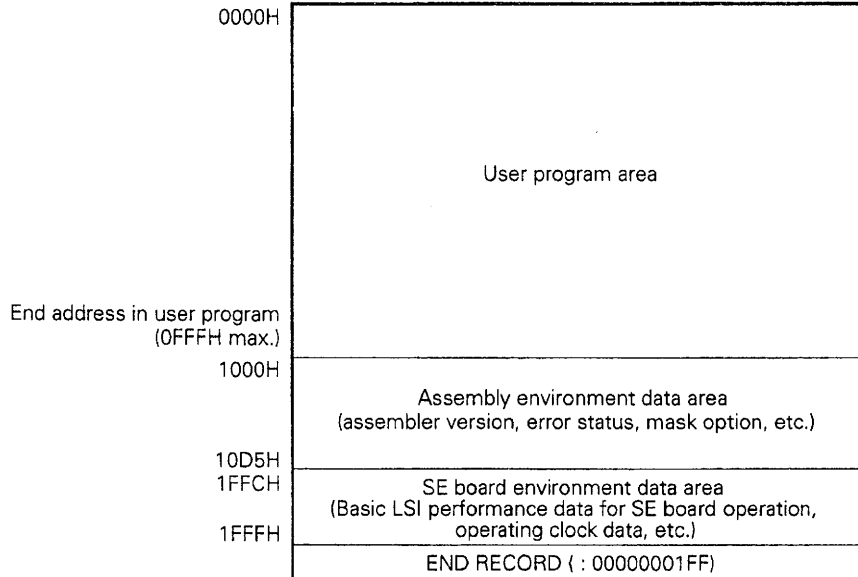 0000H
User program area
End address in user program
(0FFFH max.)
1000H
Assembly environment data area
(assembler version, error status, mask option, etc.)
10D5H
1FFCH
SE board environment data area
(Basic LSI performance data for SE board operation,
operating clock data, etc.)
1FFFH
END RECORD ( : 00000001FF)